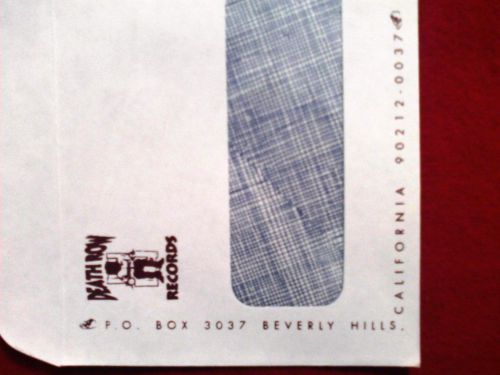 DEATH ROW
RECORDS
P.O. BOX 3037 BEVERLY HILLS,
CALIFORNIA 90212-0037